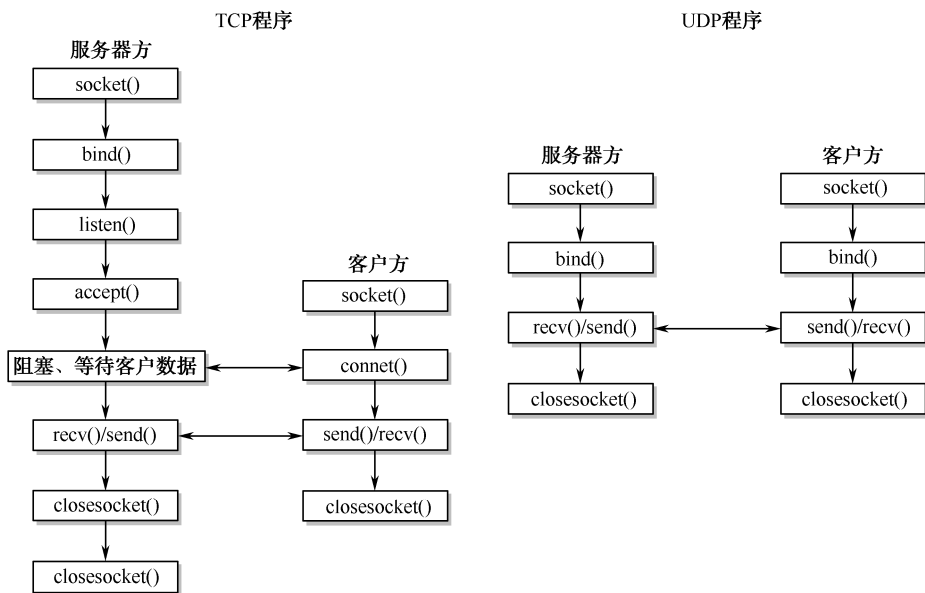 TCP程序
服务器方
socket()
bind()
listen()
accept()
阻塞、等待客户数据
recv()/send()
closesocket()
closesocket()
客户方
socket()
connet()
send()/recv()
closesocket()
UDP程序
服务器方
socket()
bind()
recv()/send()
closesocket()
客户方
socket()
bind()
send()/recv()
closesocket()